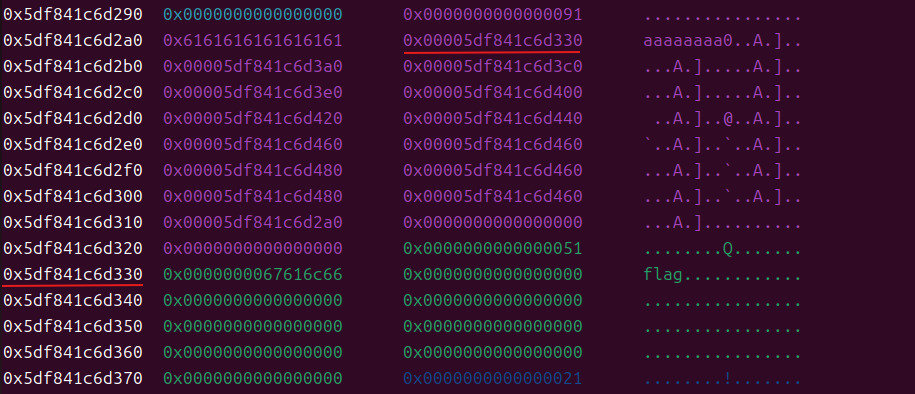 0x5df841c6d290 0x0000000000000000 0x0000000000000091 ................
0x5df841c6d2a0 0x6161616161616161 0x00005df841c6d330 aaaaaaaa0..A.]..
0x5df841c6d2b0 0x00005df841c6d3a0 0x00005df841c6d3c0 ...A.].....A.]..
0x5df841c6d2c0 0x00005df841c6d3e0 0x00005df841c6d400 ...A.].....A.]..
0x5df841c6d2d0 0x00005df841c6d420 0x00005df841c6d440  ..A.]..@..A.]..
0x5df841c6d2e0 0x00005df841c6d460 0x00005df841c6d460 `..A.]..`..A.]..
0x5df841c6d2f0 0x00005df841c6d480 0x00005df841c6d460 ...A.]..`..A.]..
0x5df841c6d300 0x00005df841c6d480 0x00005df841c6d460 ...A.]..`..A.]..
0x5df841c6d310 0x00005df841c6d2a0 0x0000000000000000 ...A.]..........
0x5df841c6d320 0x0000000000000000 0x0000000000000051 ........Q.......
0x5df841c6d330 0x0000000067616c66 0x0000000000000000 flag............
0x5df841c6d340 0x0000000000000000 0x0000000000000000 ................
0x5df841c6d350 0x0000000000000000 0x0000000000000000 ................
0x5df841c6d360 0x0000000000000000 0x0000000000000000 ................
0x5df841c6d370 0x0000000000000000 0x0000000000000021 ........!.......